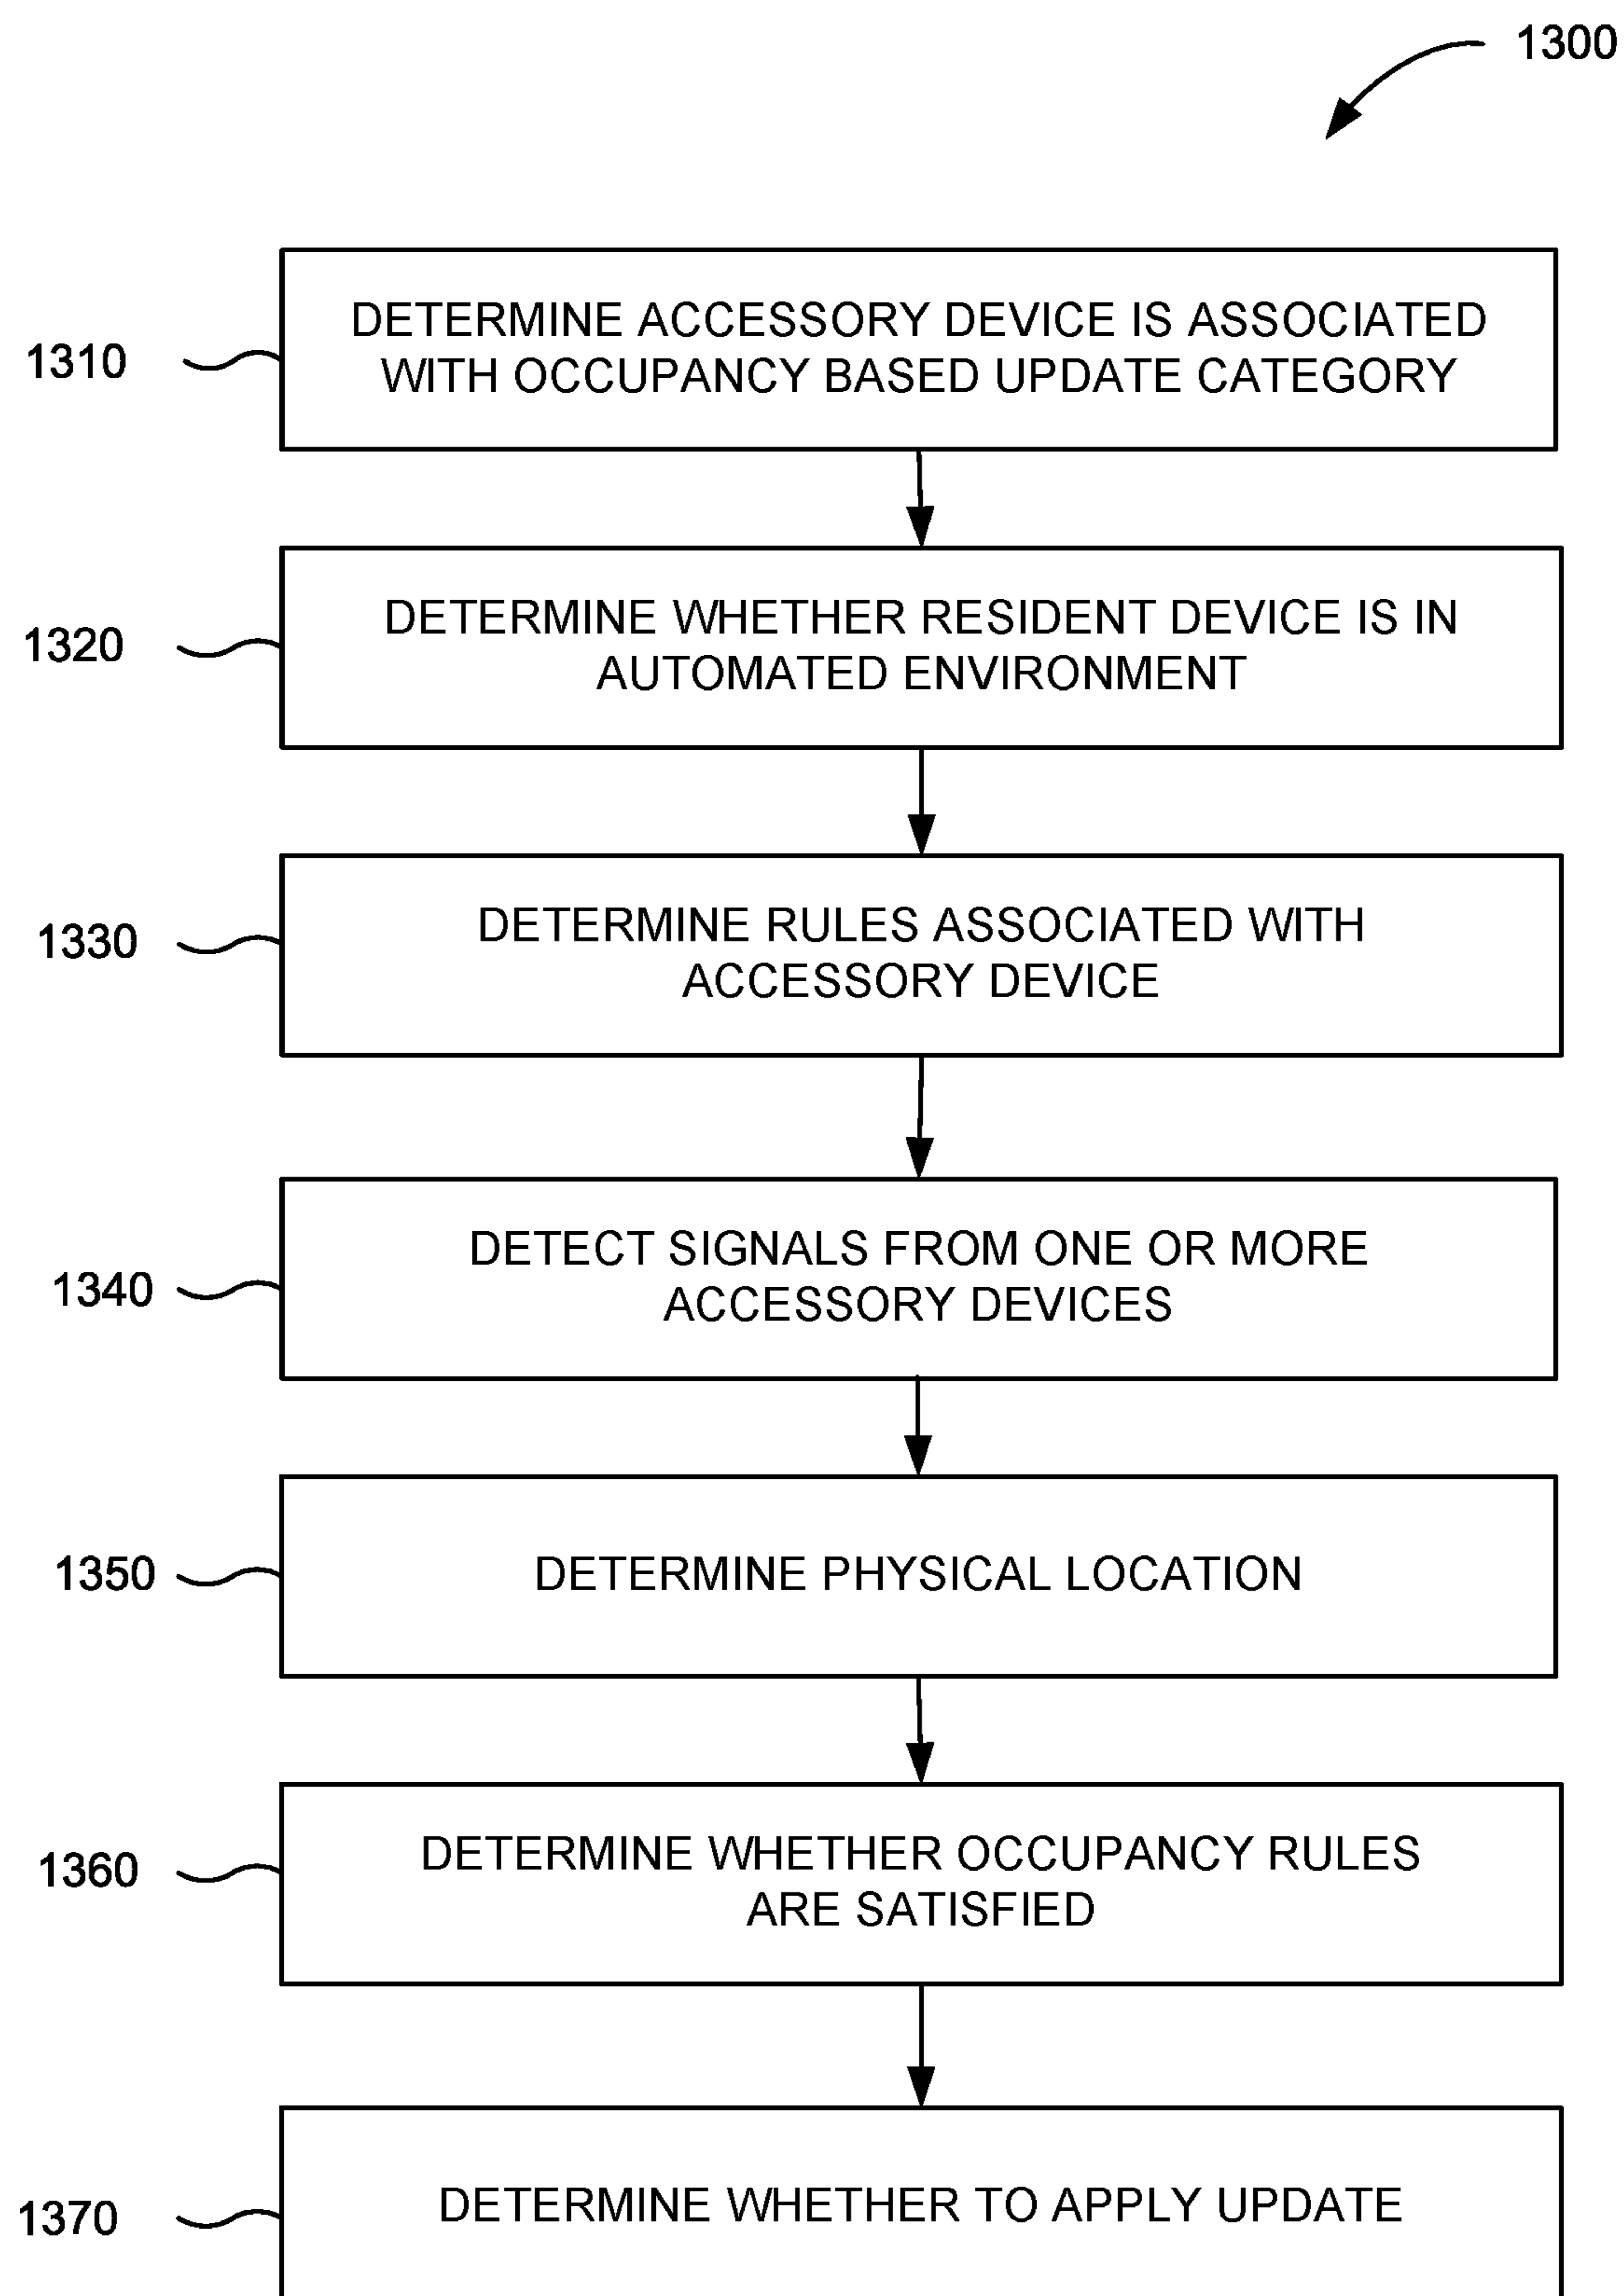 1300
1310
DETERMINE ACCESSORY DEVICE IS ASSOCIATED
WITH OCCUPANCY BASED UPDATE CATEGORY
1320
DETERMINE WHETHER RESIDENT DEVICE IS IN
AUTOMATED ENVIRONMENT
1330
DETERMINE RULES ASSOCIATED WITH
ACCESSORY DEVICE
1340
DETECT SIGNALS FROM ONE OR MORE
ACCESSORY DEVICES
1350
DETERMINE PHYSICAL LOCATION
1360
DETERMINE WHETHER OCCUPANCY RULES
ARE SATISFIED
1370
DETERMINE WHETHER TO APPLY UPDATE